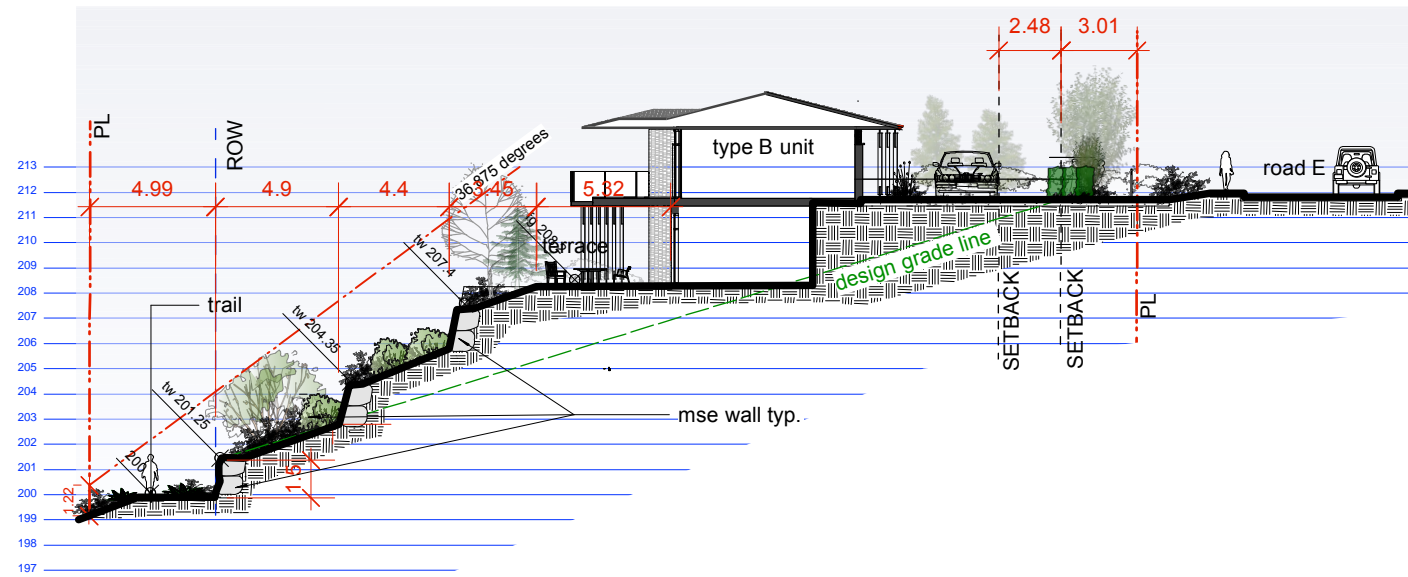 2.48
3.01
PL
ROW
213
212
211
210
209
208
207
206
205
204
203
202
201
200
199
198
197
4.99
4.9
4.4
3.45
5.32
36.875 degrees
type B unit
road E
terrace
tw 207.4
tw 204.35
tw 201.25
200
trail
design grade line
SETBACK
SETBACK
PL
mse wall typ.
1.5
1.22